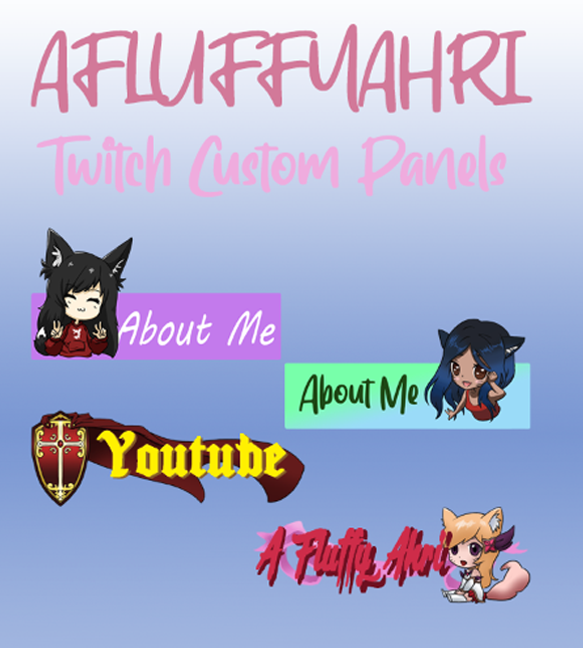 AFLUFFYAHRI
Twitch Custom Panels
About Me
About Me
Youtube
A Fluffy Ahri